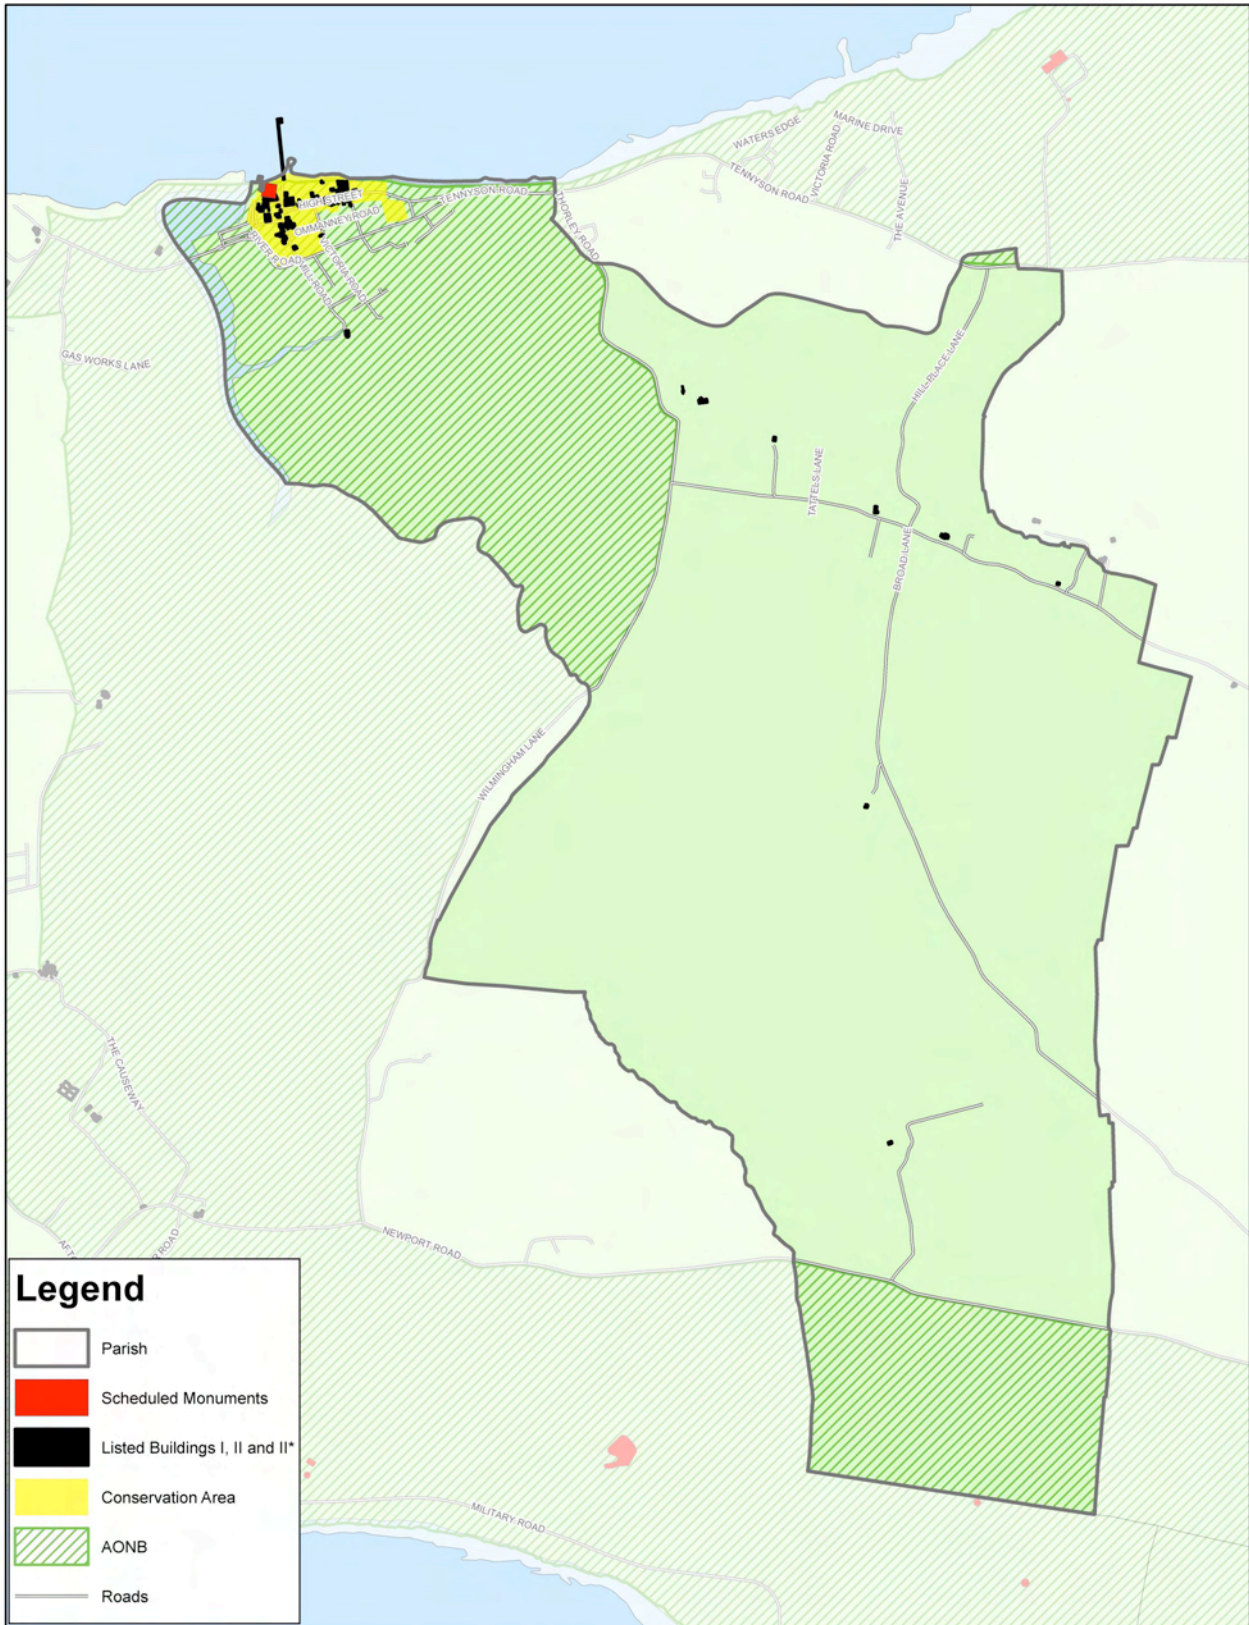 MARINE DRIVE
WATERS EDGE
VICTORIA ROAD
TENNYSON ROAD
THE AVENUE
TENNYSON ROAD
HIGH STREET
THORLEY ROAD
OMMANNEY ROAD
RIVER ROAD
VICTORIA ROAD
MILL ROAD
GAS WORKS LANE
HILL PLACE LANE
TATTELS LANE
BROAD LANE
WILMINGHAM LANE
THE CAUSEWAY
NEWPORT ROAD
MILITARY ROAD
Legend
Parish
Scheduled Monuments
Listed Buildings I, II and II*
Conservation Area
AONB
Roads